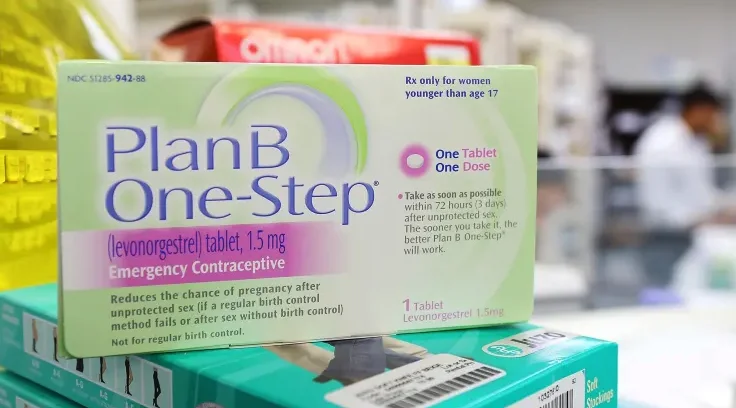 omron
NDC 51285-942-88
Rx only for women
younger than age 17
Plan B
One-Step®
(levonorgestrel) tablet, 1.5 mg
Emergency Contraceptive
Reduces the chance of pregnancy after
unprotected sex (if a regular birth control
method fails or after sex without birth control)
Not for regular birth control.
One Tablet
One Dose
• Take as soon as possible
within 72 hours (3 days)
after unprotected sex.
The sooner you take it, the
better Plan B One-Step®
will work.
1 Tablet
Levonorgestrel 1.5mg
Soft
Stockings